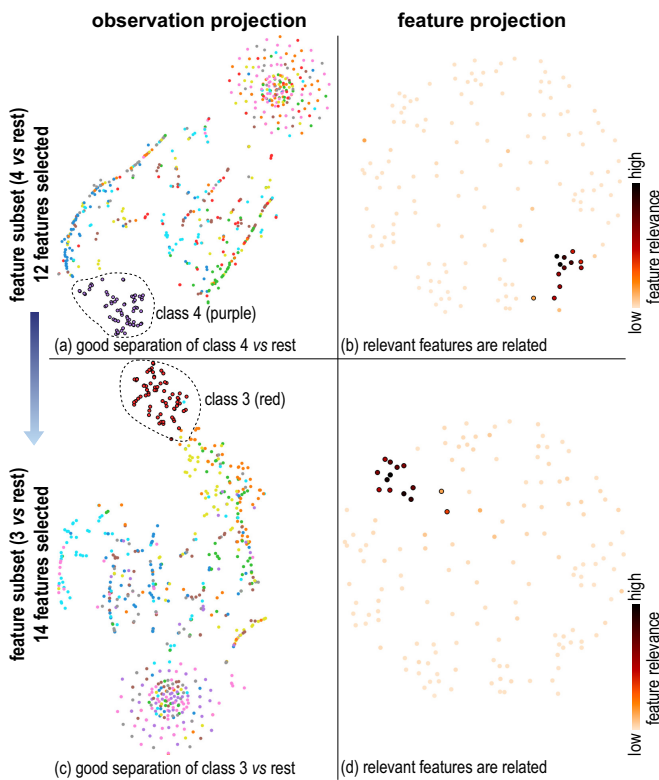 observation projection
feature projection
feature subset (4 vs rest)
12 features selected
class 4 (purple)
high
feature relevance
low
(a) good separation of class 4 vs rest
(b) relevant features are related
class 3 (red)
feature subset (3 vs rest)
14 features selected
high
feature relevance
low
(c) good separation of class 3 vs rest
(d) relevant features are related